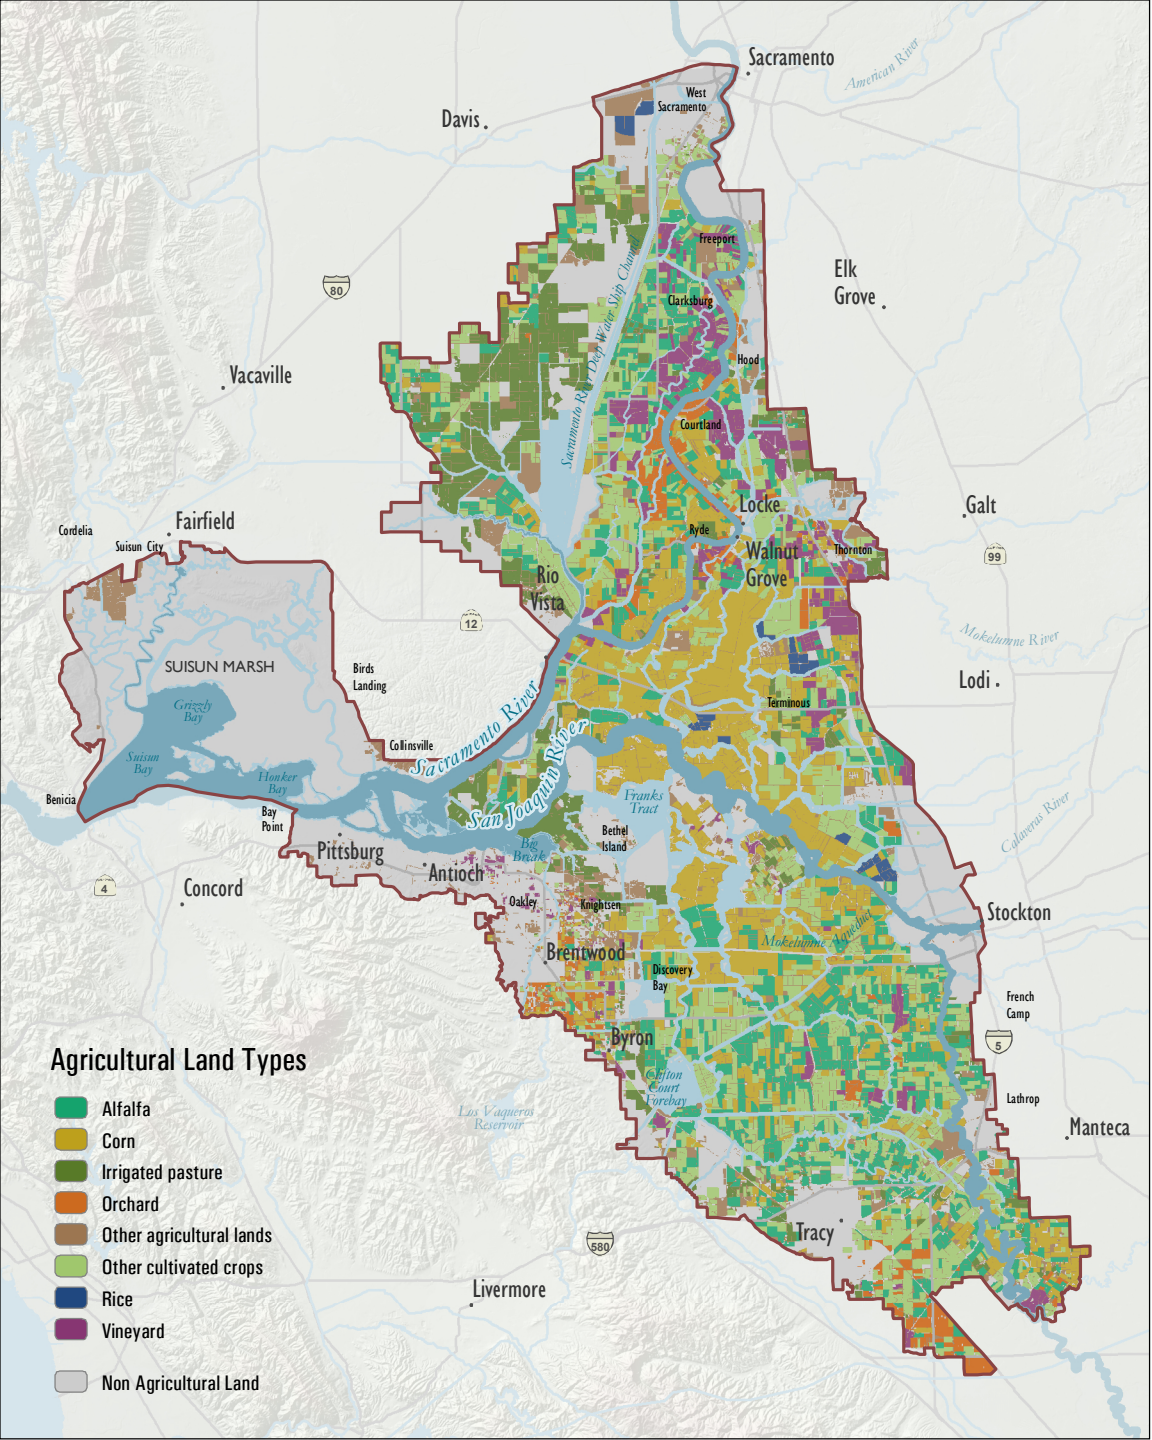 Sacramento
American River
West
Sacramento
Davis
Freeport
Elk
Grove
80
Sacramento River Deep Water Ship Channel
Clarksburg
Hood
Vacaville
Courtland
Galt
Locke
Cordelia
Fairfield
Suisun City
Ryde
Walnut
Grove
Thornton
99
Rio
Vista
12
Mokelumne River
SUISUN MARSH
Birds
Landing
Lodi
Grizzly
Bay
Terminous
Sacramento River
Collinsville
San Joaquin River
Suisun
Bay
Honker
Bay
Benicia
Bay
Point
Franks
Tract
Calaveras River
Bethel
Island
Pittsburg
Big
Break
Antioch
4
Concord
Oakley
Knightsen
Stockton
Mokelumne Aqueduct
Brentwood
Discovery
Bay
French
Camp
Byron
5
Clifton
Court
Forebay
Los Vaqueros
Reservoir
Lathrop
Manteca
Tracy
580
Livermore
Agricultural Land Types
Alfalfa
Corn
Irrigated pasture
Orchard
Other agricultural lands
Other cultivated crops
Rice
Vineyard
Non Agricultural Land